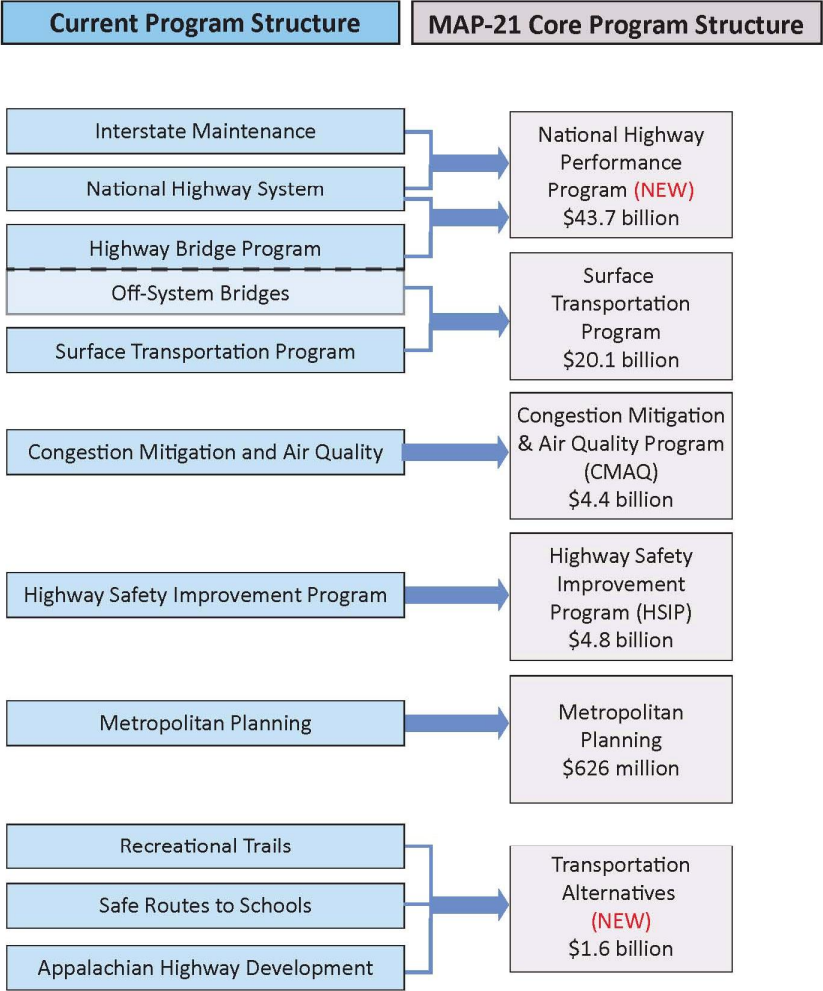 Current Program Structure
MAP-21 Core Program Structure
Interstate Maintenance
National Highway System
Highway Bridge Program
Off-System Bridges
Surface Transportation Program
Congestion Mitigation and Air Quality
Highway Safety Improvement Program
Metropolitan Planning
Recreational Trails
Safe Routes to Schools
Appalachian Highway Development
National Highway
Performance
Program (NEW)
$43.7 billion
Surface
Transportation
Program
$20.1 billion
Congestion Mitigation
& Air Quality Program
(CMAQ)
$4.4 billion
Highway Safety
Improvement
Program (HSIP)
$4.8 billion
Metropolitan
Planning
$626 million
Transportation
Alternatives
(NEW)
$1.6 billion